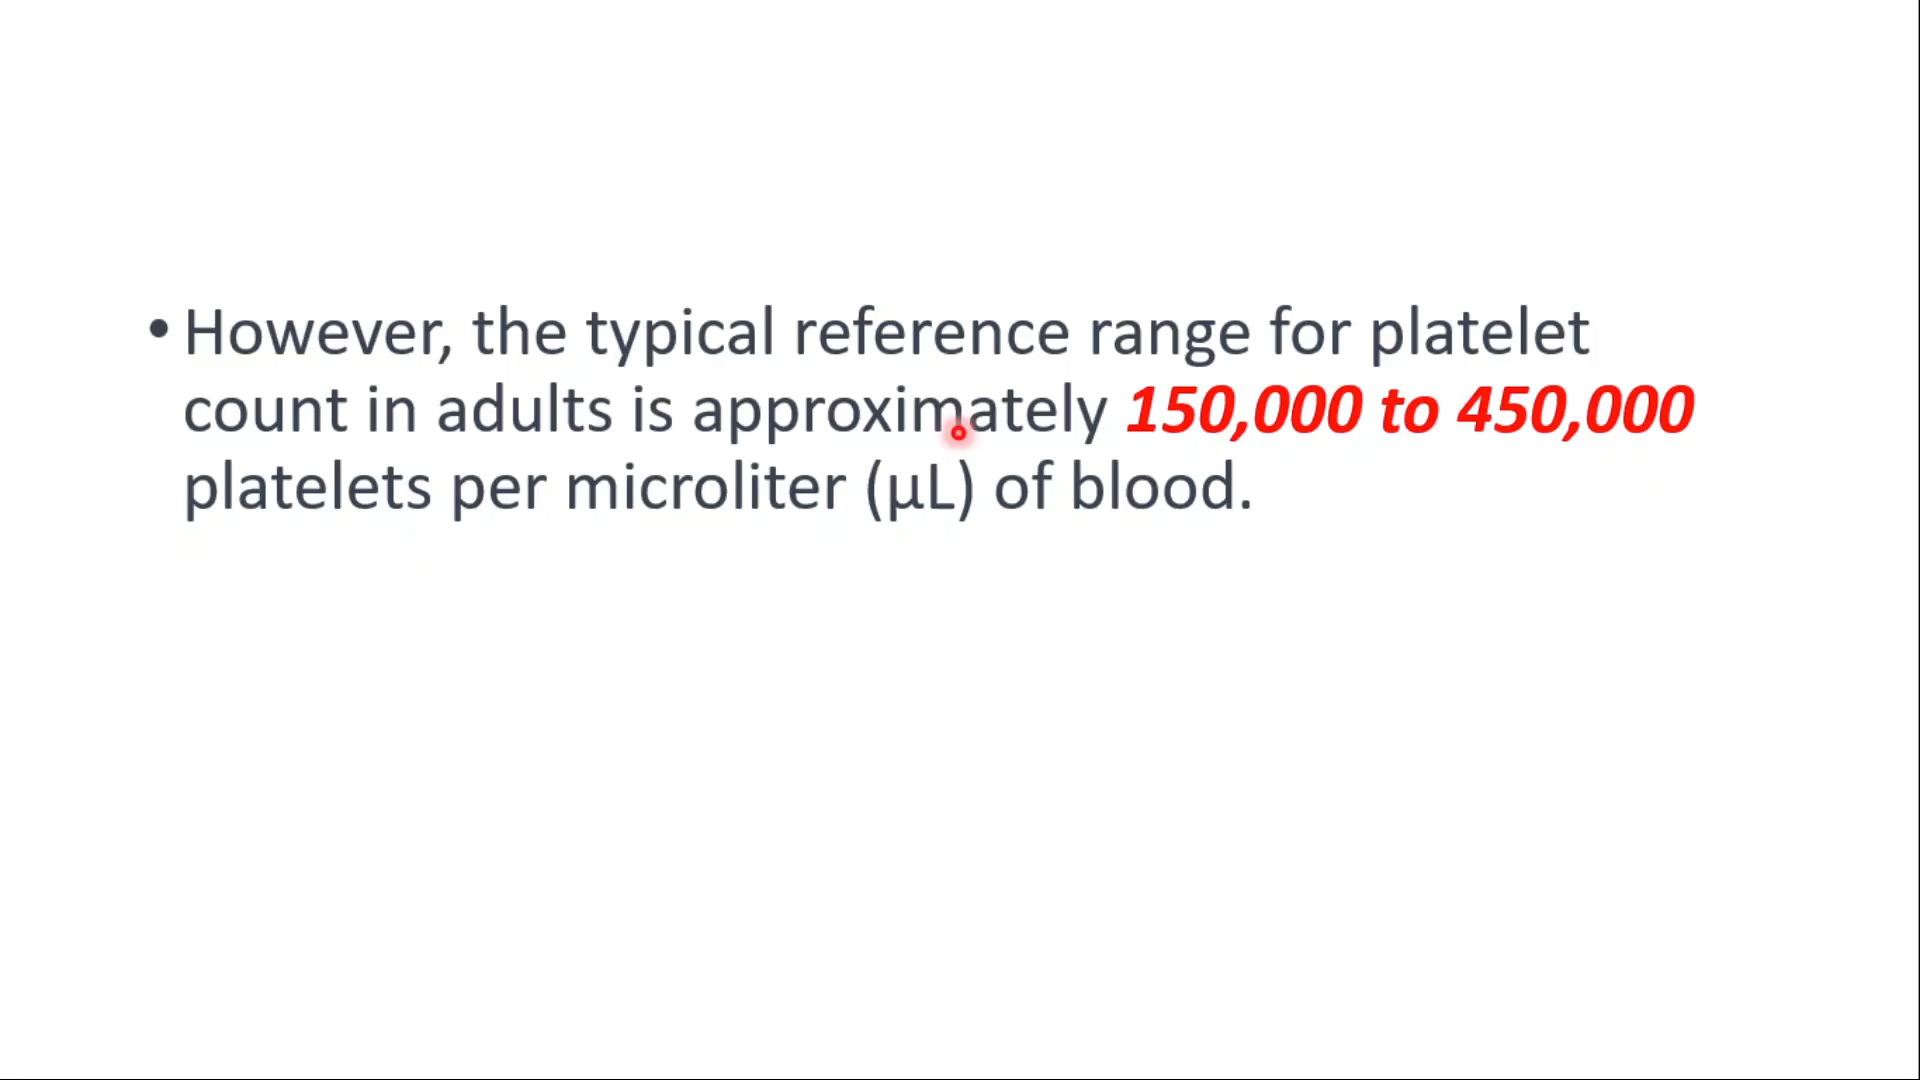 • However, the typical reference range for platelet
count in adults is approximately 150,000 to 450,000
platelets per microliter (µL) of blood.